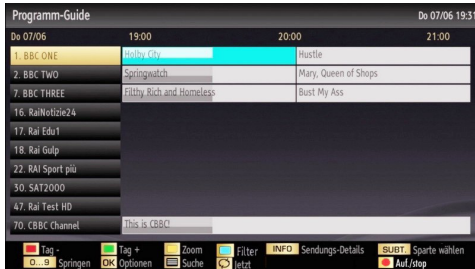 Programm-Guide Do 07/06 19:31
Do 07/06 19:00 20:00 21:00
1. BBC ONE Holby City Hustle
2. BBC TWO Springwatch Mary, Queen of Shops
7. BBC THREE Filthy Rich and Homeless Bust My Ass
16. RaiNotizie24
17. Rai Edu1
18. Rai Gulp
22. RAI Sport più
30. SAT2000
47. Rai Test HD
70. CBBC Channel This is CBBC!
Tag - Tag + Zoom Filter INFO Sendungs-Details SUBT. Sparte wählen
0...9 Springen OK Optionen Suche Jetzt Auf./stop